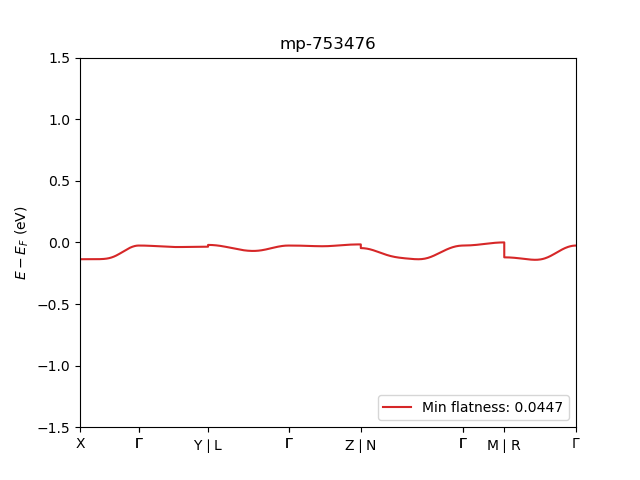 mp-753476
E − E_F (eV)
1.5
1.0
0.5
0.0
−0.5
−1.0
−1.5
Min flatness: 0.0447
X Γ Y | L Γ Z | N Γ M | R Γ